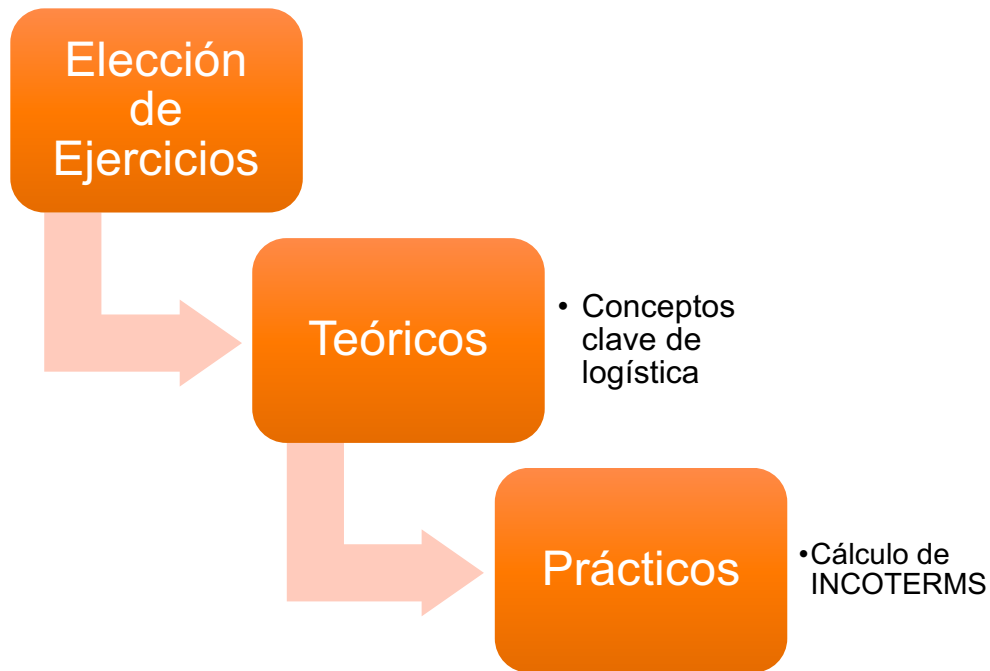 Elección
de
Ejercicios
Teóricos
• Conceptos
clave de
logística
Prácticos
•Cálculo de
INCOTERMS